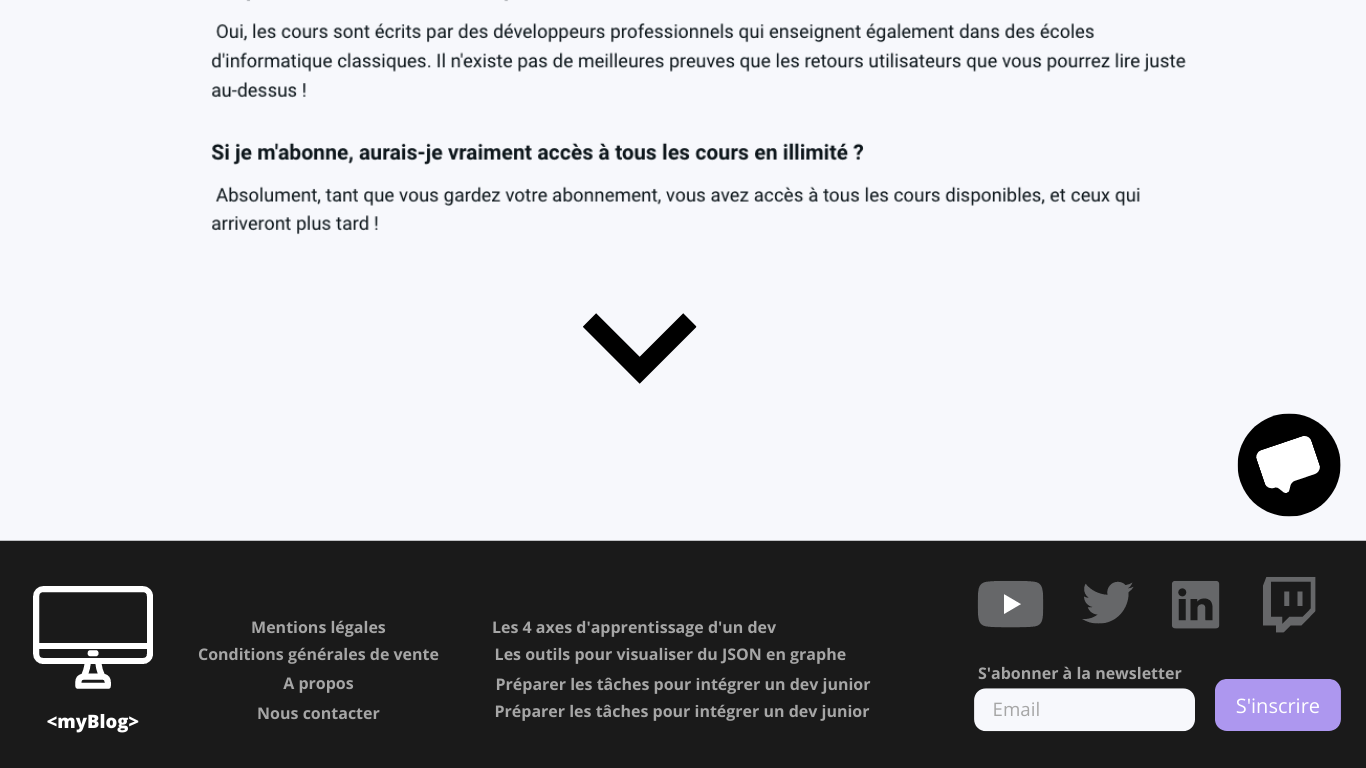 Oui, les cours sont écrits par des développeurs professionnels qui enseignent également dans des écoles
d'informatique classiques. Il n'existe pas de meilleures preuves que les retours utilisateurs que vous pourrez lire juste
au-dessus !
Si je m'abonne, aurais-je vraiment accès à tous les cours en illimité ?
Absolument, tant que vous gardez votre abonnement, vous avez accès à tous les cours disponibles, et ceux qui
arriveront plus tard !
<myBlog>
Mentions légales
Conditions générales de vente
A propos
Nous contacter
Les 4 axes d'apprentissage d'un dev
Les outils pour visualiser du JSON en graphe
Préparer les tâches pour intégrer un dev junior
Préparer les tâches pour intégrer un dev junior
in
S'abonner à la newsletter
Email
S'inscrire